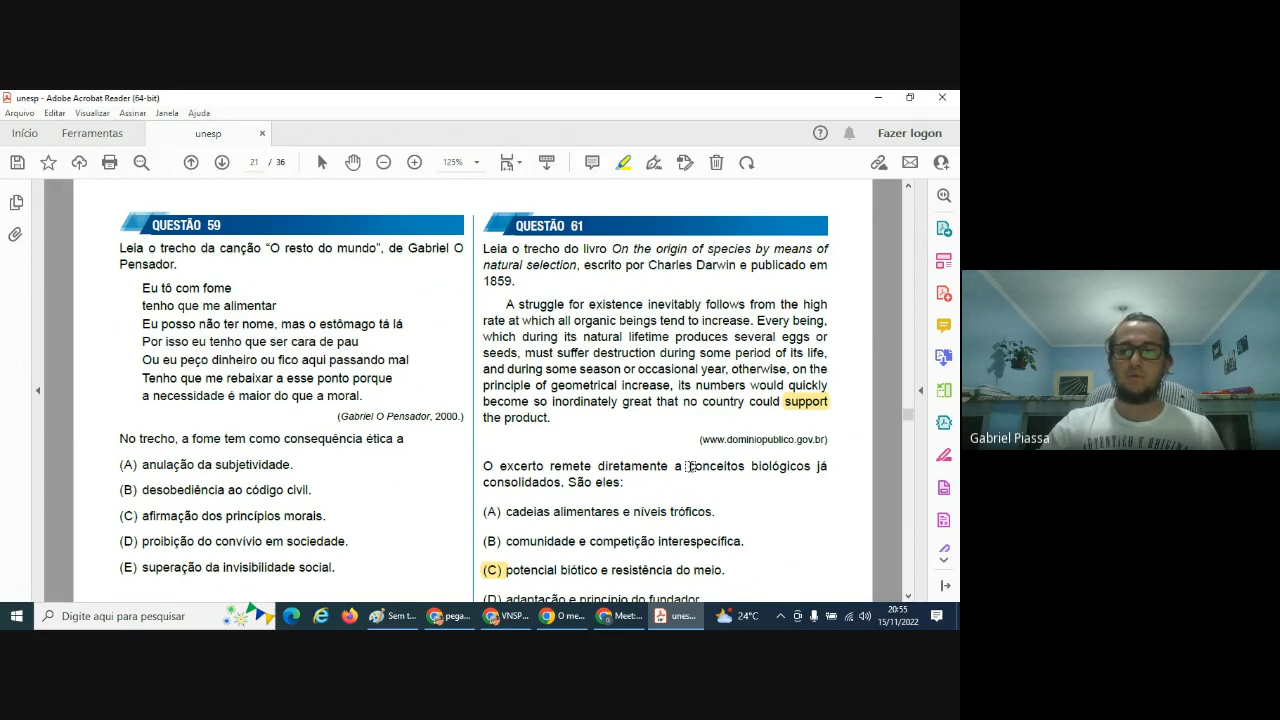 unesp - Adobe Acrobat Reader (64-bit)
Arquivo Editar Visualizar Assinar Janela Ajuda
Início Ferramentas unesp Fazer logon
21 / 36 125%
QUESTÃO 59
Leia o trecho da canção “O resto do mundo”, de Gabriel O
Pensador.
Eu tô com fome
tenho que me alimentar
Eu posso não ter nome, mas o estômago tá lá
Por isso eu tenho que ser cara de pau
Ou eu peço dinheiro ou fico aqui passando mal
Tenho que me rebaixar a esse ponto porque
a necessidade é maior do que a moral.
(Gabriel O Pensador, 2000.)
No trecho, a fome tem como consequência ética a
(A) anulação da subjetividade.
(B) desobediência ao código civil.
(C) afirmação dos princípios morais.
(D) proibição do convívio em sociedade.
(E) superação da invisibilidade social.
QUESTÃO 61
Leia o trecho do livro On the origin of species by means of
natural selection, escrito por Charles Darwin e publicado em
1859.
A struggle for existence inevitably follows from the high
rate at which all organic beings tend to increase. Every being,
which during its natural lifetime produces several eggs or
seeds, must suffer destruction during some period of its life,
and during some season or occasional year, otherwise, on the
principle of geometrical increase, its numbers would quickly
become so inordinately great that no country could support
the product.
(www.dominiopublico.gov.br)
O excerto remete diretamente a conceitos biológicos já
consolidados. São eles:
(A) cadeias alimentares e níveis tróficos.
(B) comunidade e competição interespecífica.
(C) potencial biótico e resistência do meio.
(D) adaptação e princípio do fundador.
Gabriel Piassa
Digite aqui para pesquisar
Sem t... pega... VNSP... O me... Meet:... unes... 24°C
20:55
15/11/2022